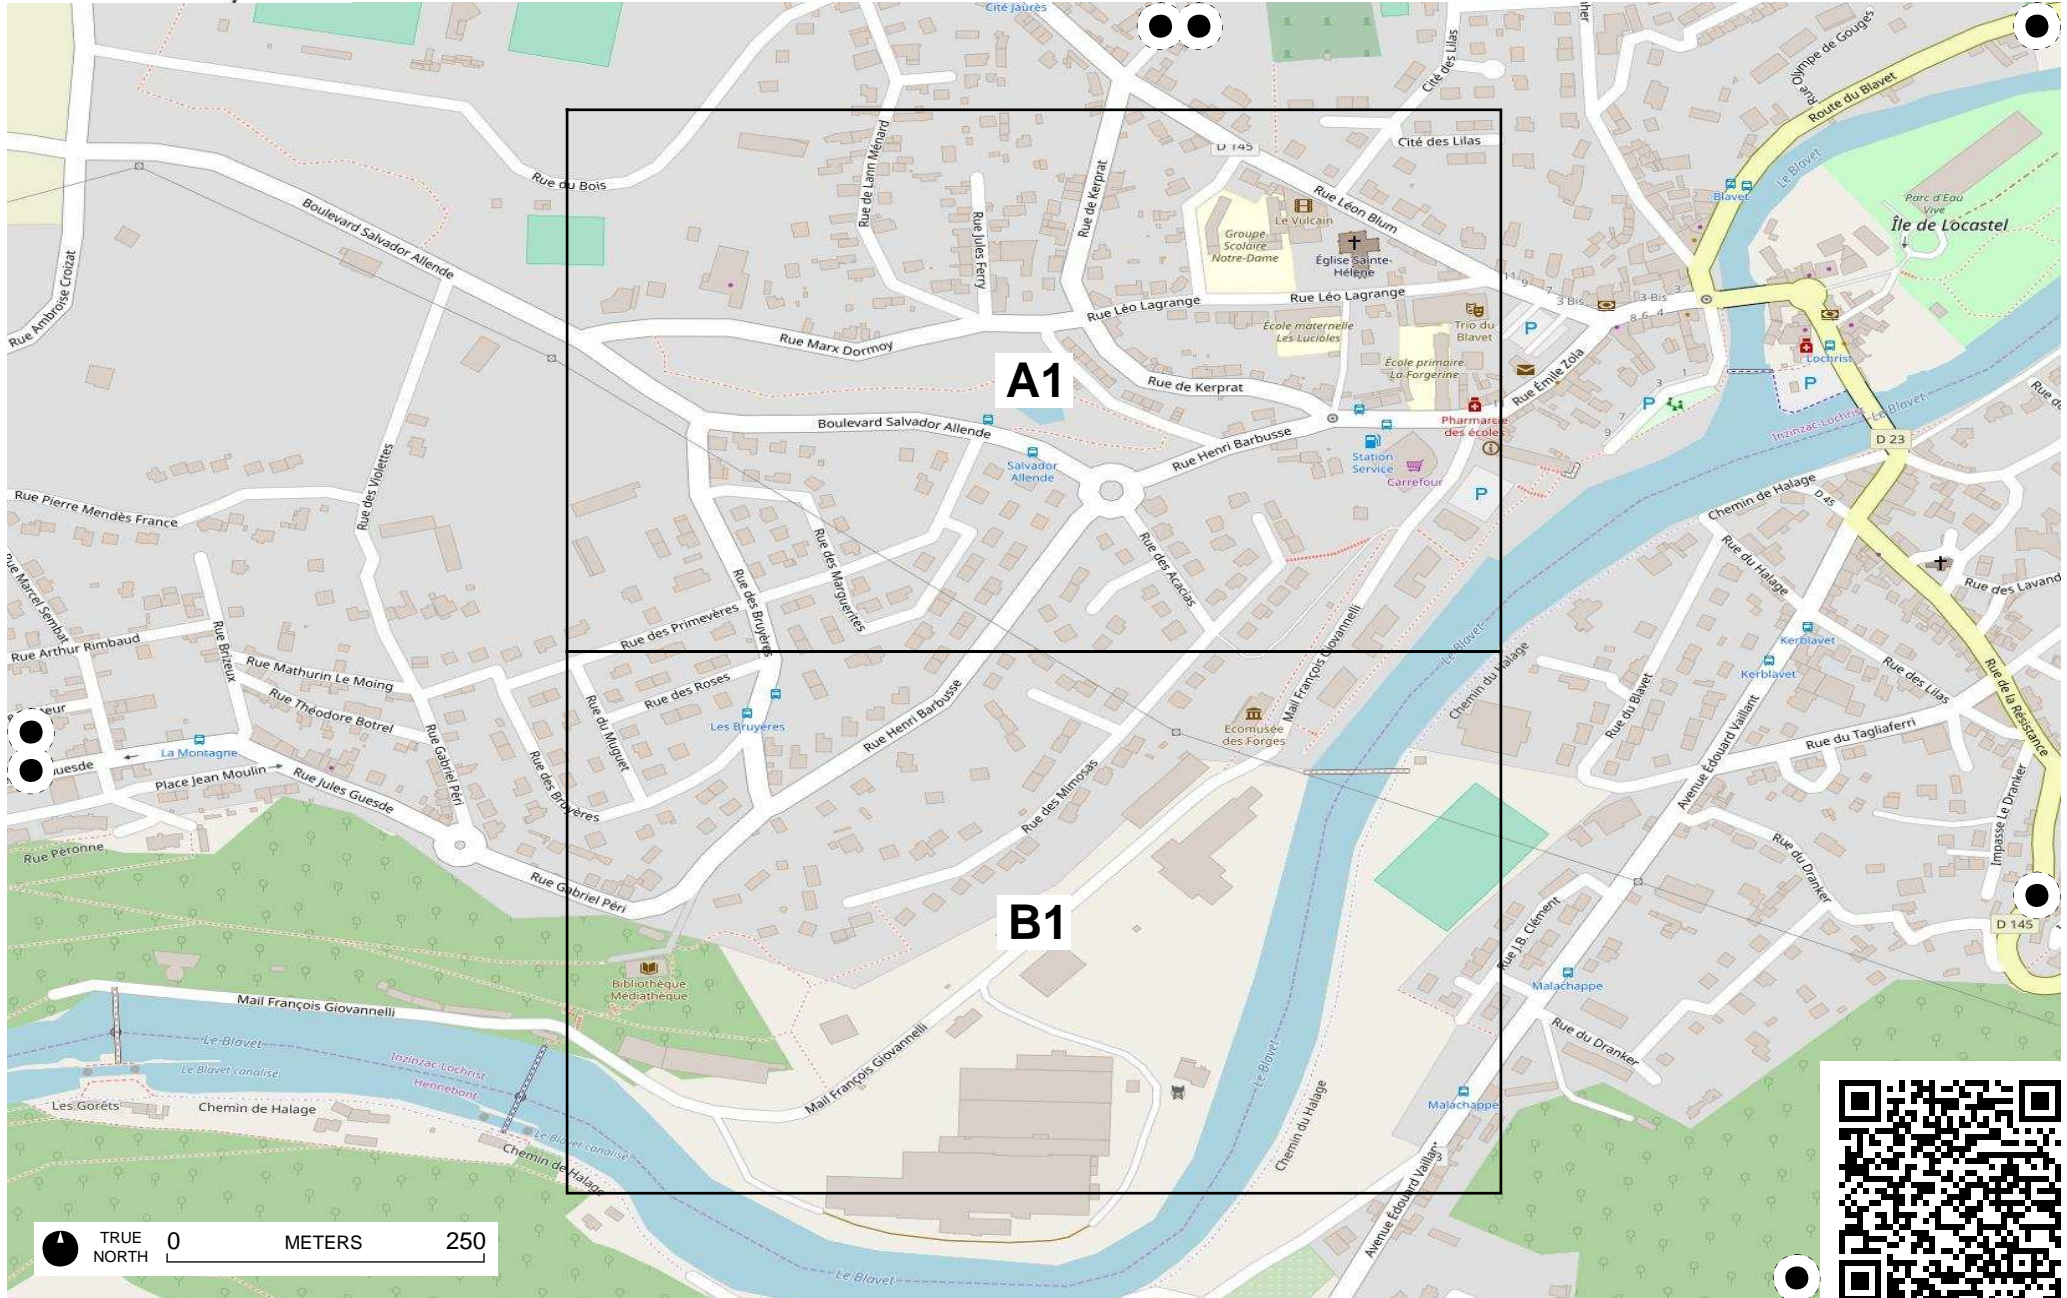 Cité Jaurès
Cité des Lilas
Rue Olympe de Gouges
Route du Blavet
Cité des Lilas
D 145
Rue de Lann Ménard
Rue du Bois
Rue de Kerprat
Rue Léon Blum
Le Vulcain
Blavet
Le Blavet
Parc d'Eau
Vive
Île de Locastel
Boulevard Salvador Allende
Rue Jules Ferry
Groupe
Scolaire
Notre-Dame
Église Sainte-
Hélène
Rue Ambroise Croizat
Rue Léo Lagrange
Rue Léo Lagrange
3 Bis
3 Bis
8 6 4
Rue Marx Dormoy
École maternelle
Les Lucioles
Trio du
Blavet
P
École primaire
La Forgerine
Rue Émile Zola
Lochrist
P
A1
Rue de Kerprat
P
Le Blavet
Inzinzac-Lochrist
Boulevard Salvador Allende
Pharmacie
des écoles
D 23
Rue Henri Barbusse
Station
Service
Carrefour
Salvador
Allende
P
Rue Pierre Mendès France
Rue des Violettes
Chemin de Halage
D 45
Rue des Marguerites
Rue des Acacias
Rue du Halage
Rue Marcel Sembat
Rue des Bruyères
Rue des Primevères
Rue des Lavand
Rue Arthur Rimbaud
Rue Brizeux
Mail François Giovannelli
Le Blavet
Chemin du Halage
Kerblavet
Kerblavet
Rue Mathurin Le Moing
Rue Théodore Botrel
Rue des Roses
Rue du Muguet
Les Bruyères
Rue Henri Barbusse
Ecomusée
des Forges
Rue du Blavet
Rue des Lilas
Rue de la Résistance
Rue du Tagliaferri
Avenue Édouard Vaillant
La Montagne
Guesde
Place Jean Moulin
Rue Jules Guesde
Rue Gabriel Péri
Rue des Bruyères
Rue des Mimosas
Impasse Le Dranker
Rue du Dranker
Rue Péronne
Rue Gabriel Péri
B1
Rue J.B. Clément
D 145
Malachappe
Bibliothèque
Médiathèque
Mail François Giovannelli
Rue du Dranker
Le Blavet
Le Blavet canalisé
Inzinzac-Lochrist
Hennebont
Mail François Giovannelli
Le Blavet
Les Gorêts
Chemin de Halage
Malachappe
Chemin du Halage
Le Blavet canalisé
Chemin de Halage
Avenue Édouard Vaillant
TRUE
NORTH
0 METERS 250
Le Blavet